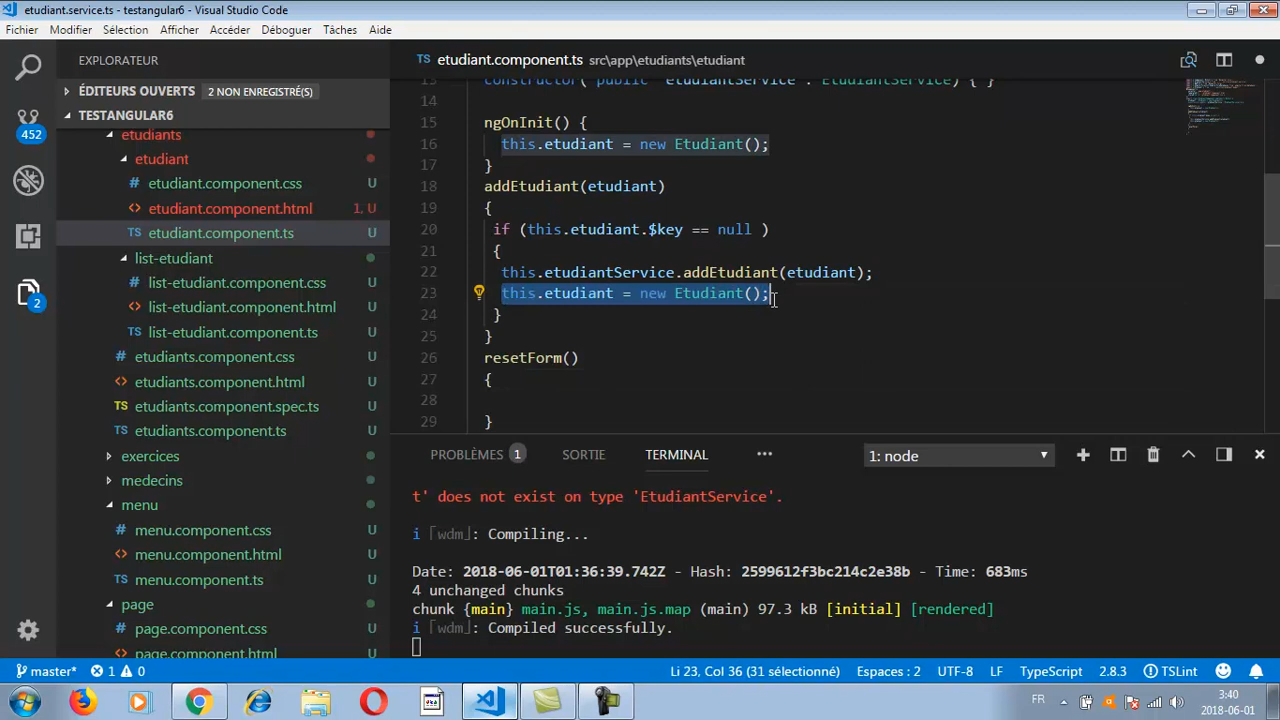 etudiant.service.ts - testangular6 - Visual Studio Code
Fichier Modifier Sélection Afficher Accéder Déboguer Tâches Aide
EXPLORATEUR
ÉDITEURS OUVERTS 2 NON ENREGISTRÉ(S)
TESTANGULAR6
etudiants
etudiant
# etudiant.component.css U
<> etudiant.component.html 1, U
TS etudiant.component.ts U
list-etudiant
# list-etudiant.component.css U
<> list-etudiant.component.html U
TS list-etudiant.component.ts U
# etudiants.component.css U
<> etudiants.component.html U
TS etudiants.component.spec.ts U
TS etudiants.component.ts U
exercices
medecins
menu
# menu.component.css U
<> menu.component.html U
TS menu.component.ts U
page
# page.component.css U
<> page.component.html U
452
2
TS etudiant.component.ts src\app\etudiants\etudiant
13 constructor( public etudiantService : EtudiantService) { }
14
15 ngOnInit() {
16 this.etudiant = new Etudiant();
17 }
18 addEtudiant(etudiant)
19 {
20 if (this.etudiant.$key == null )
21 {
22 this.etudiantService.addEtudiant(etudiant);
23 this.etudiant = new Etudiant();
24 }
25 }
26 resetForm()
27 {
28
29 }
PROBLÈMES 1 SORTIE TERMINAL ••• 1: node
t' does not exist on type 'EtudiantService'.
i ｢wdm｣: Compiling...
Date: 2018-06-01T01:36:39.742Z - Hash: 2599612f3bc214c2e38b - Time: 683ms
4 unchanged chunks
chunk {main} main.js, main.js.map (main) 97.3 kB [initial] [rendered]
i ｢wdm｣: Compiled successfully.
master* 1 0 Li 23, Col 36 (31 sélectionné) Espaces : 2 UTF-8 LF TypeScript 2.8.3 TSLint
FR 3:40
2018-06-01